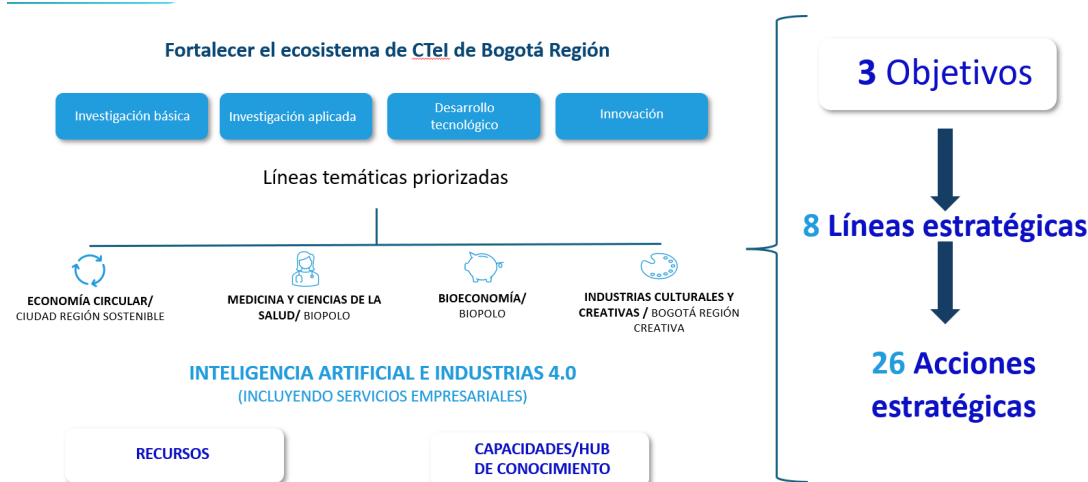 Fortalecer el ecosistema de CTeI de Bogotá Región
Investigación básica
Investigación aplicada
Desarrollo
tecnológico
Innovación
Líneas temáticas priorizadas
ECONOMÍA CIRCULAR/
CIUDAD REGIÓN SOSTENIBLE
MEDICINA Y CIENCIAS DE LA
SALUD/ BIOPOLO
BIOECONOMÍA/
BIOPOLO
INDUSTRIAS CULTURALES Y
CREATIVAS / BOGOTÁ REGIÓN
CREATIVA
INTELIGENCIA ARTIFICIAL E INDUSTRIAS 4.0
(INCLUYENDO SERVICIOS EMPRESARIALES)
RECURSOS
CAPACIDADES/HUB
DE CONOCIMIENTO
3 Objetivos
8 Líneas estratégicas
26 Acciones
estratégicas